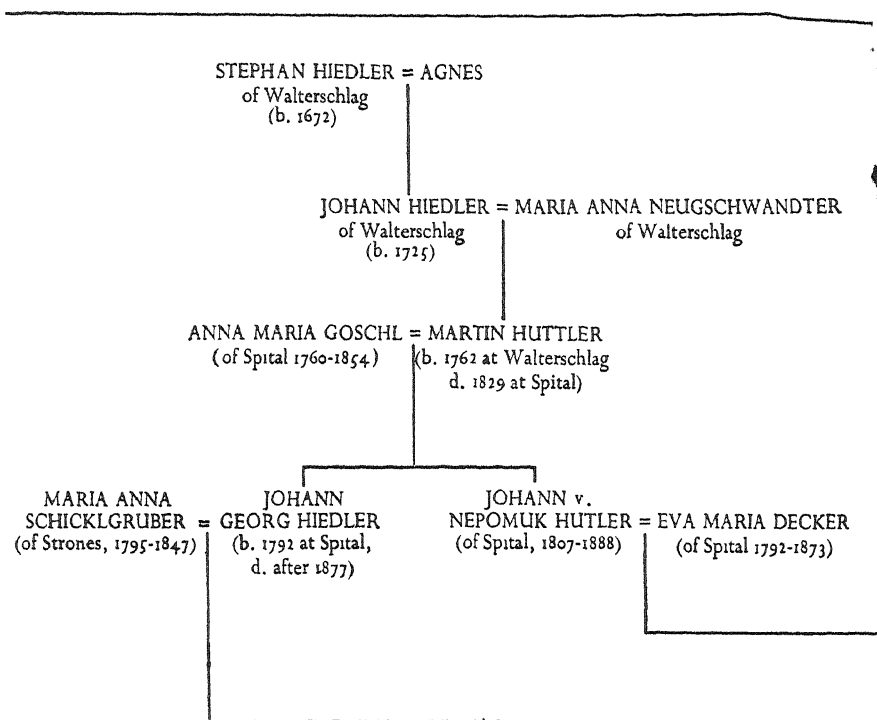 STEPHAN HIEDLER = AGNES
of Walterschlag
(b. 1672)
JOHANN HIEDLER = MARIA ANNA NEUGSCHWANDTER
of Walterschlag of Walterschlag
(b. 1725)
ANNA MARIA GOSCHL = MARTIN HUTTLER
(of Spital 1760-1854) (b. 1762 at Walterschlag
d. 1829 at Spital)
MARIA ANNA JOHANN JOHANN v.
SCHICKLGRUBER = GEORG HIEDLER NEPOMUK HUTLER = EVA MARIA DECKER
(of Strones, 1795-1847) (b. 1792 at Spital, (of Spital, 1807-1888) (of Spital 1792-1873)
d. after 1877)